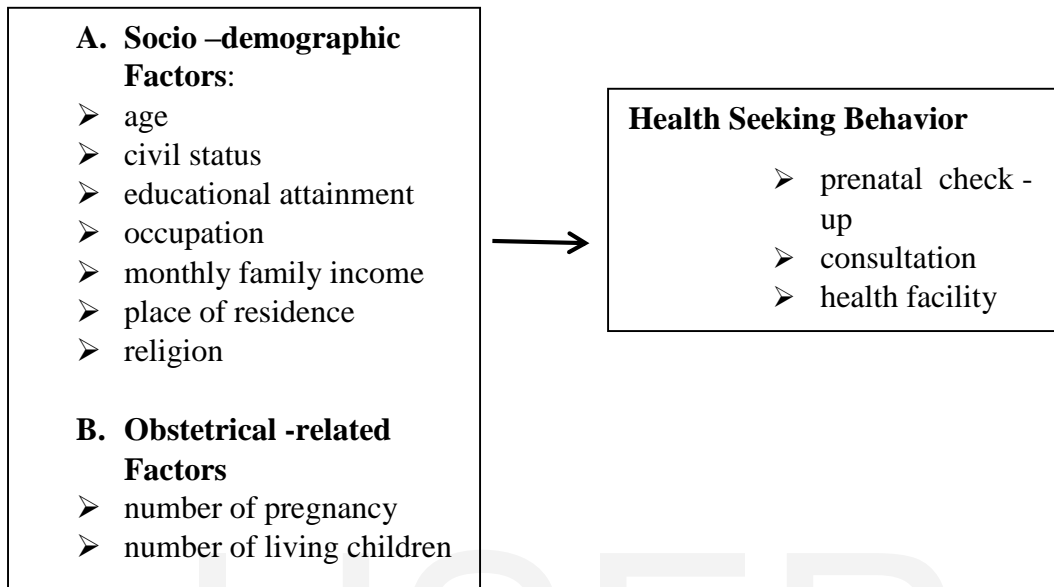 A. Socio –demographic
Factors:
➢ age
➢ civil status
➢ educational attainment
➢ occupation
➢ monthly family income
➢ place of residence
➢ religion
B. Obstetrical -related
Factors
➢ number of pregnancy
➢ number of living children
Health Seeking Behavior
➢ prenatal check -
up
➢ consultation
➢ health facility